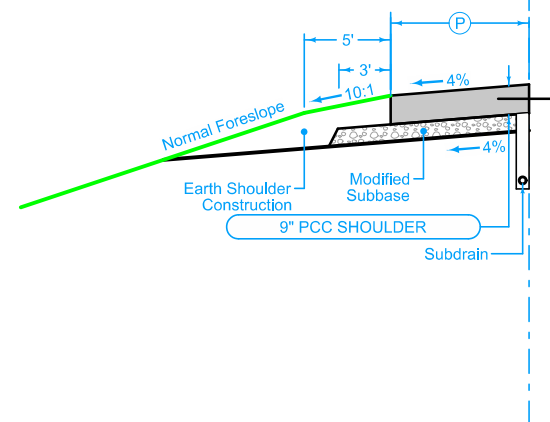 P
5'
3'
4%
10:1
Normal Foreslope
4%
Earth Shoulder
Construction
Modified
Subbase
9" PCC SHOULDER
Subdrain